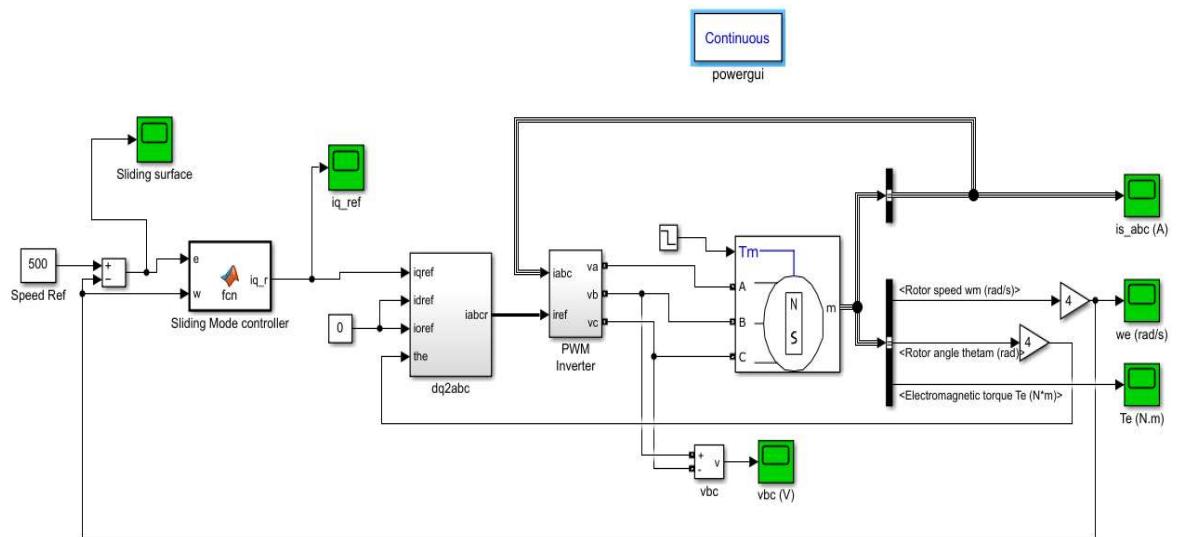 Continuous
powergui
Sliding surface
iq_ref
is_abc (A)
500
+
−
Speed Ref
e
w
fcn
iq_r
Sliding Mode controller
0
iqref
idref
ioref
the
iabcr
dq2abc
iabc
iref
va
vb
vc
PWM
Inverter
Tm
A
B
C
N
S
m
<Rotor speed wm (rad/s)>
4
we (rad/s)
<Rotor angle thetam (rad)>
4
<Electromagnetic torque Te (N*m)>
Te (N.m)
+
-
v
vbc
vbc (V)